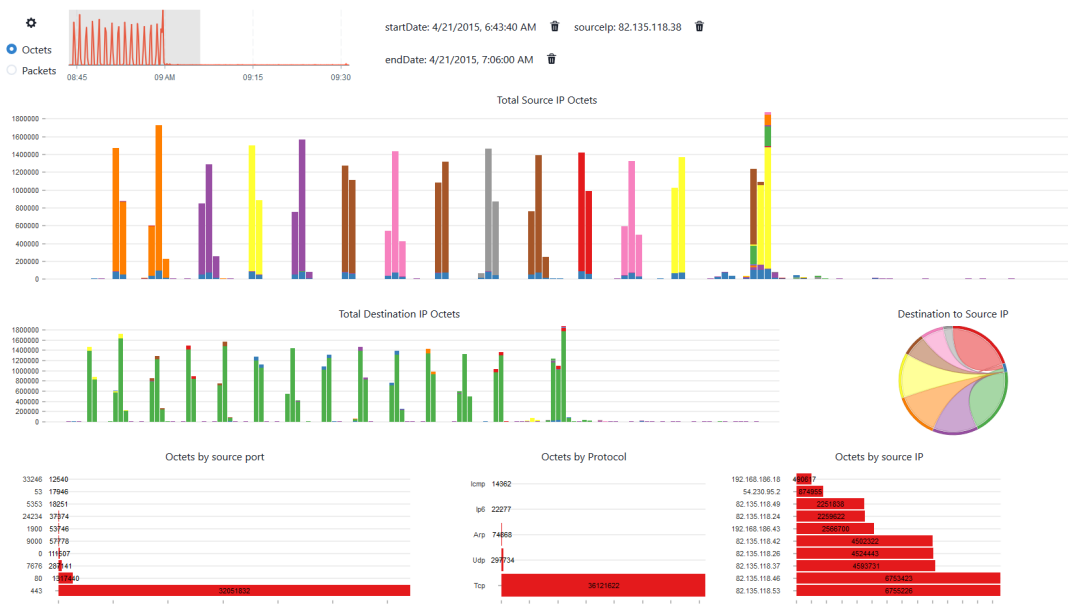 startDate: 4/21/2015, 6:43:40 AM sourceIp: 82.135.118.38
Octets
endDate: 4/21/2015, 7:06:00 AM
Packets
08:45 09 AM 09:15 09:30
Total Source IP Octets
1800000
1600000
1400000
1200000
1000000
800000
600000
400000
200000
0
Total Destination IP Octets
1800000
1600000
1400000
1200000
1000000
800000
600000
400000
200000
0
Destination to Source IP
Octets by source port
33246 12540
53 17946
5353 18251
24234 37374
1900 53746
9000 57778
0 111507
7676 287141
80 1317440
443 32051832
Octets by Protocol
Icmp 14362
Ip6 22277
Arp 74668
Udp 297734
Tcp 36121622
Octets by source IP
192.168.186.18
54.230.95.2 874855
82.135.118.49 2251838
82.135.118.24 2259622
192.168.186.43 2566700
82.135.118.42 4502322
82.135.118.26 4524443
82.135.118.37 4593731
82.135.118.46 6753423
82.135.118.53 6755226